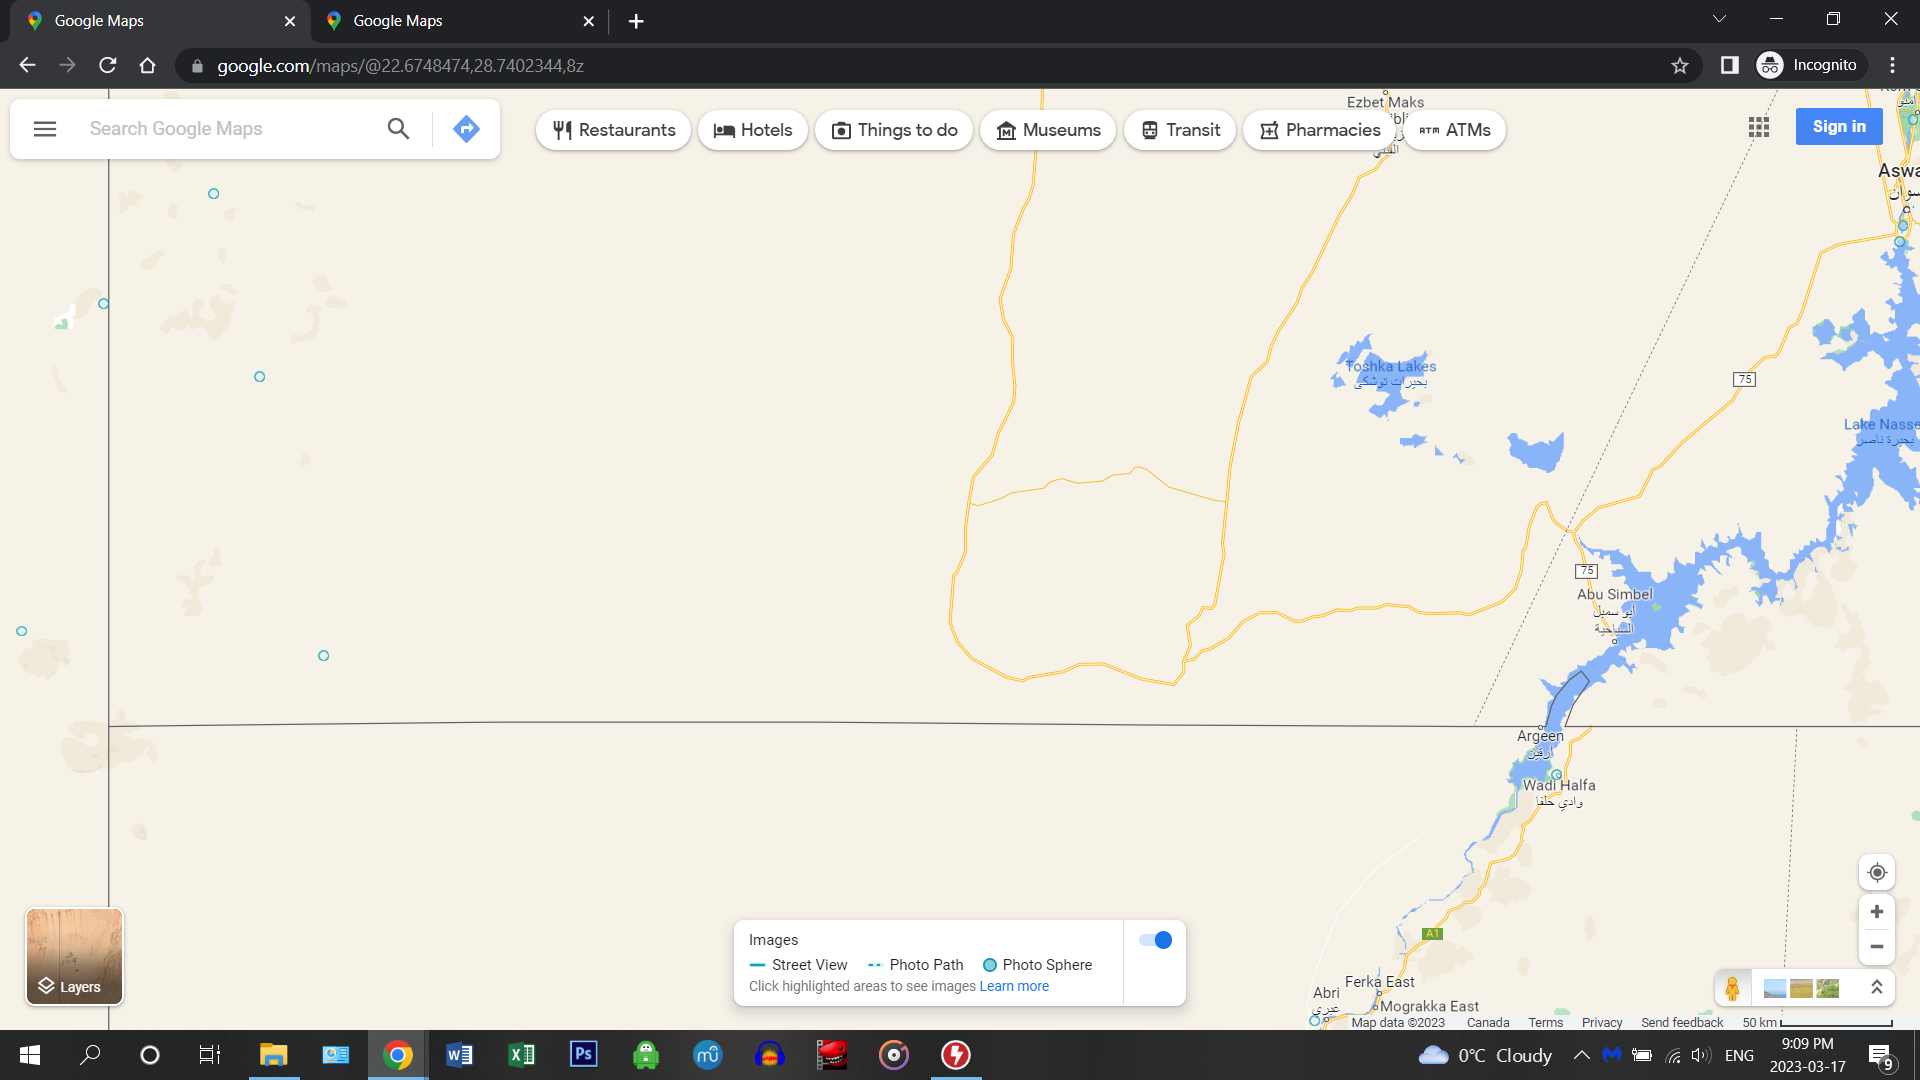 Google Maps
Google Maps
google.com/maps/@22.6748474,28.7402344,8z
Incognito
Search Google Maps
Restaurants
Hotels
Things to do
Museums
Transit
Pharmacies
ATM ATMs
Sign in
Ezbet Maks
القبلي
Aswa
سوان
Toshka Lakes
بحيرات توشكى
75
Lake Nasse
بحيرة ناصر
75
Abu Simbel
أبو سمبل
السياحية
Argeen
أرقين
Wadi Halfa
وادي حلفا
A1
Ferka East
Abri
عبري
Mograkka East
Layers
Images
Street View
Photo Path
Photo Sphere
Click highlighted areas to see images Learn more
Map data ©2023 Canada Terms Privacy Send feedback 50 km
0°C Cloudy
ENG
9:09 PM
2023-03-17
9